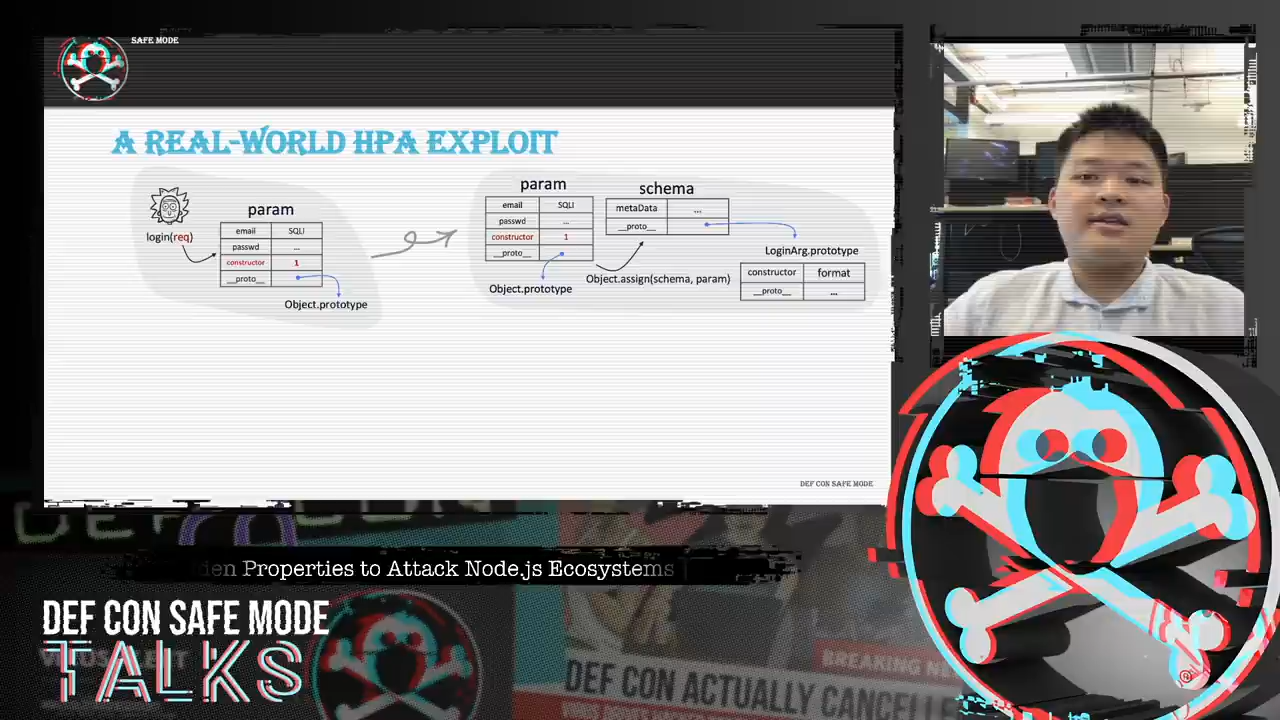 SAFE MODE
A REAL-WORLD HPA EXPLOIT
login(req)
param
email SQLI
passwd ...
constructor 1
__proto__
Object.prototype
param
email SQLI
passwd ...
constructor 1
__proto__
Object.prototype
schema
metaData ...
__proto__
Object.assign(schema, param)
LoginArg.prototype
constructor format
__proto__ ...
DEF CON SAFE MODE
Properties to Attack Node.js Ecosystems
DEF CON SAFE MODE
TALKS
DEF CON
BREAKING
DEF CON ACTUALLY